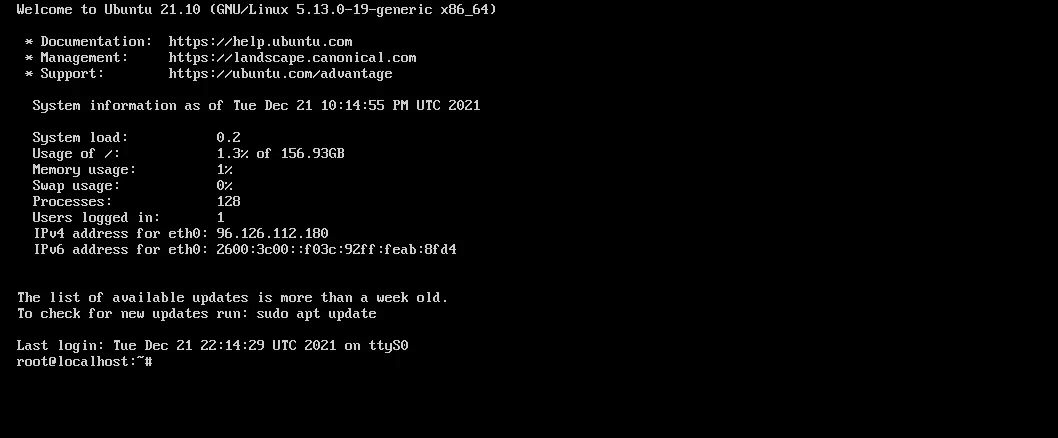 Welcome to Ubuntu 21.10 (GNU/Linux 5.13.0-19-generic x86_64)
* Documentation: https://help.ubuntu.com
* Management: https://landscape.canonical.com
* Support: https://ubuntu.com/advantage
System information as of Tue Dec 21 10:14:55 PM UTC 2021
System load: 0.2
Usage of /: 1.3% of 156.93GB
Memory usage: 1%
Swap usage: 0%
Processes: 128
Users logged in: 1
IPv4 address for eth0: 96.126.112.180
IPv6 address for eth0: 2600:3c00::f03c:92ff:feab:8fd4
The list of available updates is more than a week old.
To check for new updates run: sudo apt update
Last login: Tue Dec 21 22:14:29 UTC 2021 on ttyS0
root@localhost:~#